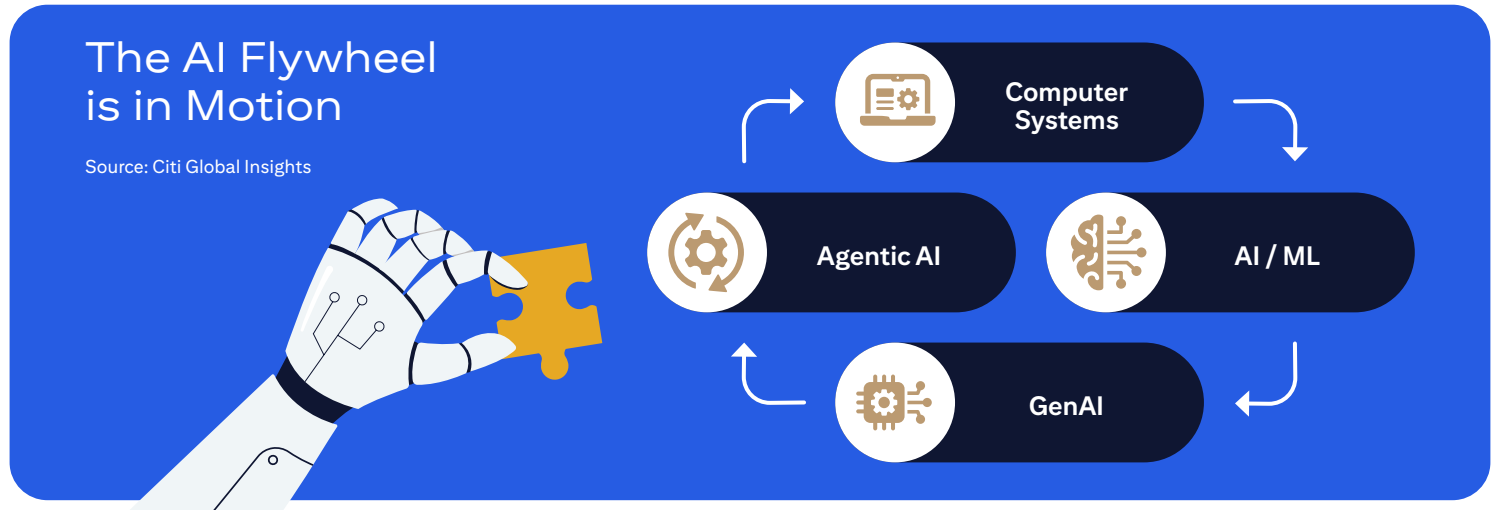 The AI Flywheel
is in Motion
Source: Citi Global Insights
Computer
Systems
Agentic AI
AI / ML
GenAI